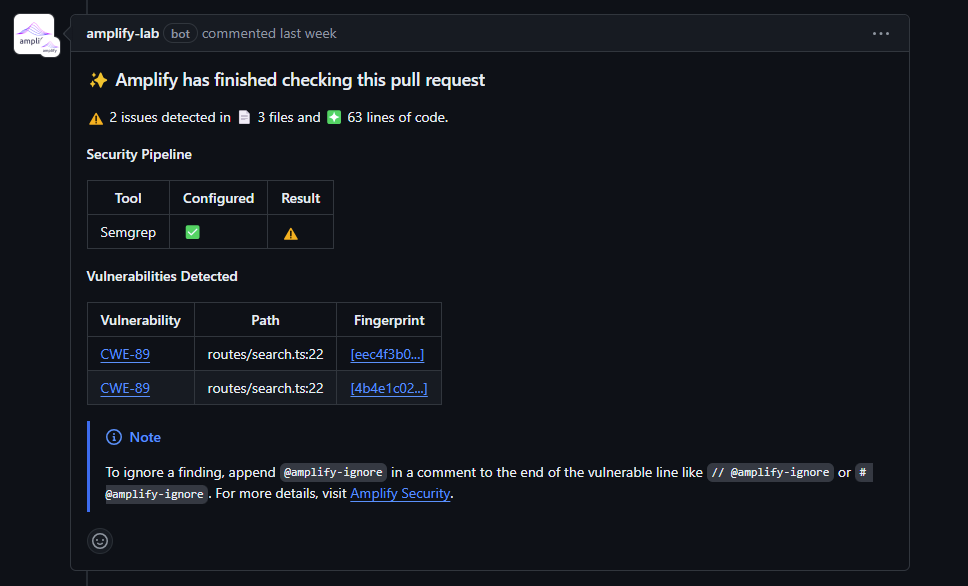 amplify-lab bot commented last week
Amplify has finished checking this pull request
2 issues detected in 3 files and 63 lines of code.
Security Pipeline
Tool Configured Result
Semgrep
Vulnerabilities Detected
Vulnerability Path Fingerprint
CWE-89 routes/search.ts:22 [eec4f3b0...]
CWE-89 routes/search.ts:22 [4b4e1c02...]
Note
To ignore a finding, append @amplify-ignore in a comment to the end of the vulnerable line like // @amplify-ignore or #
@amplify-ignore. For more details, visit Amplify Security.